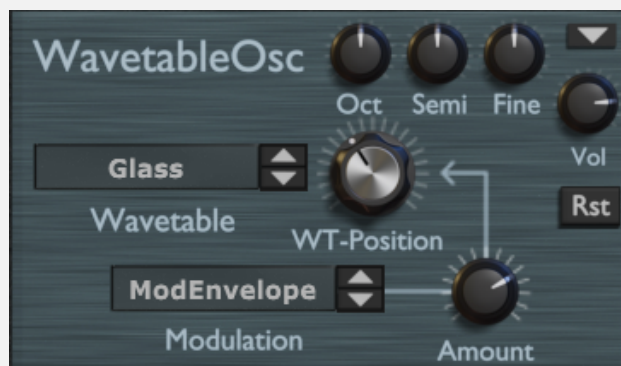 WavetableOsc
Oct Semi Fine
Vol
Glass
Wavetable
WT-Position
Rst
ModEnvelope
Modulation
Amount